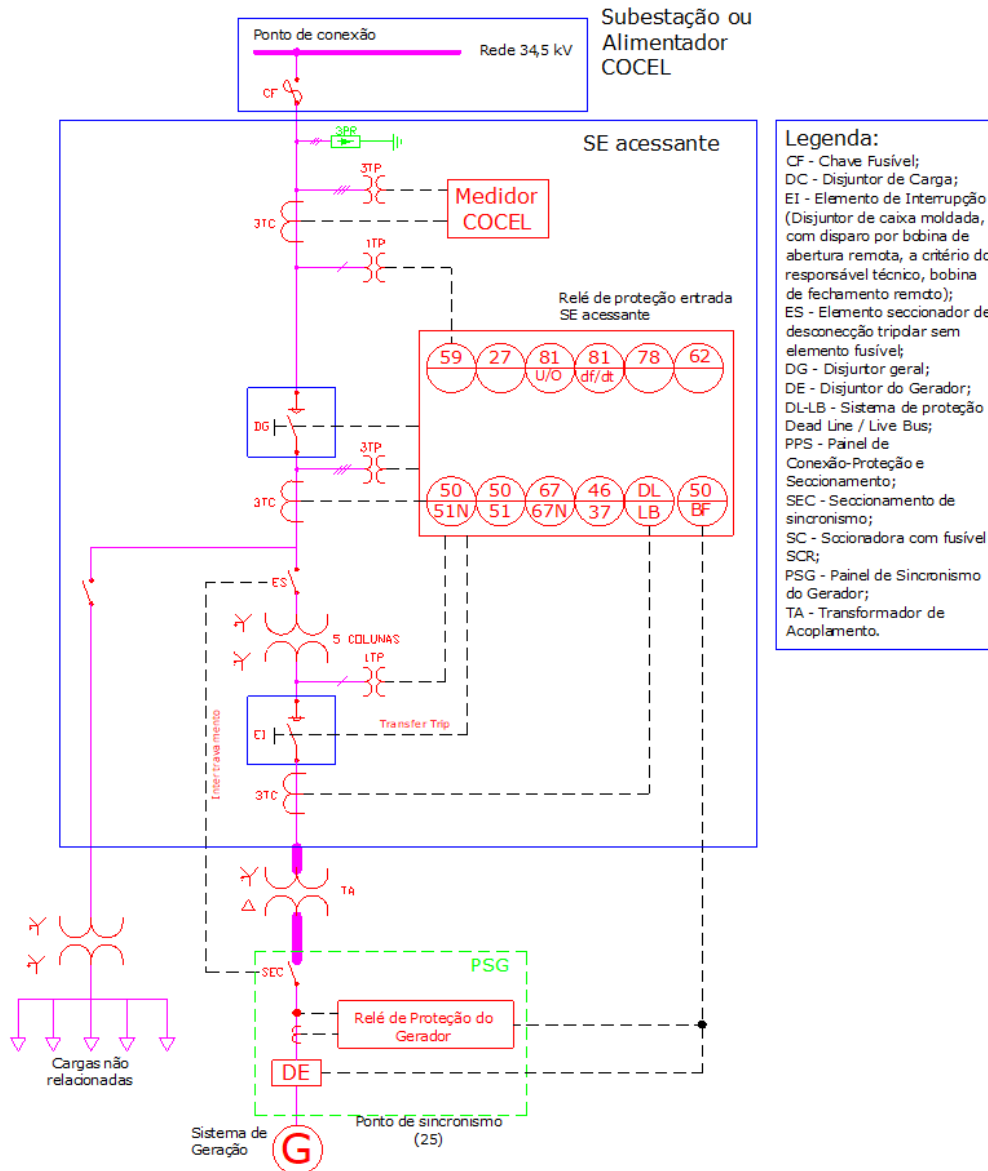 Subestação ou
Alimentador
COCEL
Ponto de conexão
Rede 34,5 kV
CF
SE acessante
3PR
3TP
Medidor
COCEL
3TC
1TP
Relé de proteção entrada
SE acessante
59
27
81
U/O
81
df/dt
78
62
DG
3TP
3TC
50
51N
50
51
67
67N
46
37
DL
LB
50
BF
ES
5 COLUNAS
1TP
EI
Transfer Trip
Intertravamento
3TC
TA
PSG
SEC
Relé de Proteção do
Gerador
DE
Cargas não
relacionadas
Ponto de sincronismo
(25)
Sistema de
Geração
G
Legenda:
CF - Chave Fusível;
DC - Disjuntor de Carga;
EI - Elemento de Interrupção
(Disjuntor de caixa moldada,
com disparo por bobina de
abertura remota, a critério do
responsável técnico, bobina
de fechamento remoto);
ES - Elemento seccionador de
desconecção tripolar sem
elemento fusível;
DG - Disjuntor geral;
DE - Disjuntor do Gerador;
DL-LB - Sistema de proteção
Dead Line / Live Bus;
PPS - Painel de
Conexão-Proteção e
Seccionamento;
SEC - Seccionamento de
sincronismo;
SC - Sccionadora com fusível
SCR;
PSG - Painel de Sincronismo
do Gerador;
TA - Transformador de
Acoplamento.